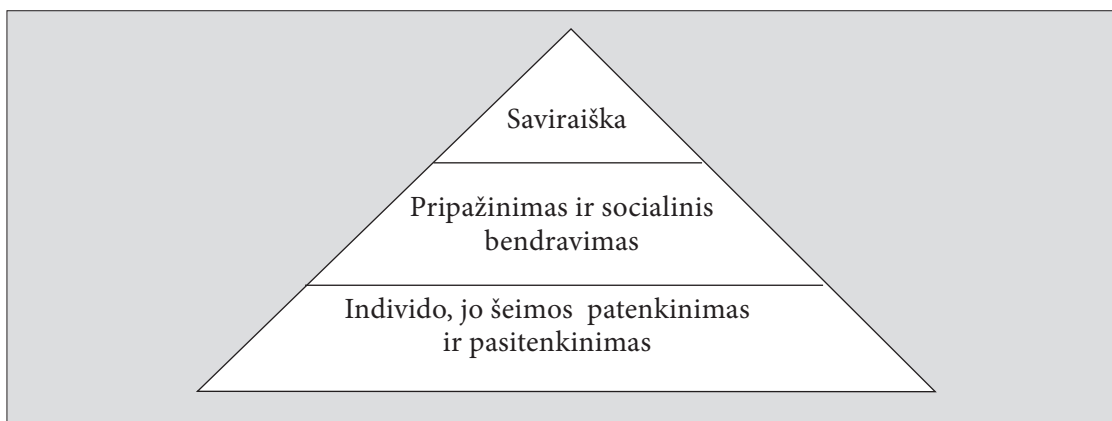 Saviraiška
Pripažinimas ir socialinis
bendravimas
Individo, jo šeimos patenkinimas
ir pasitenkinimas